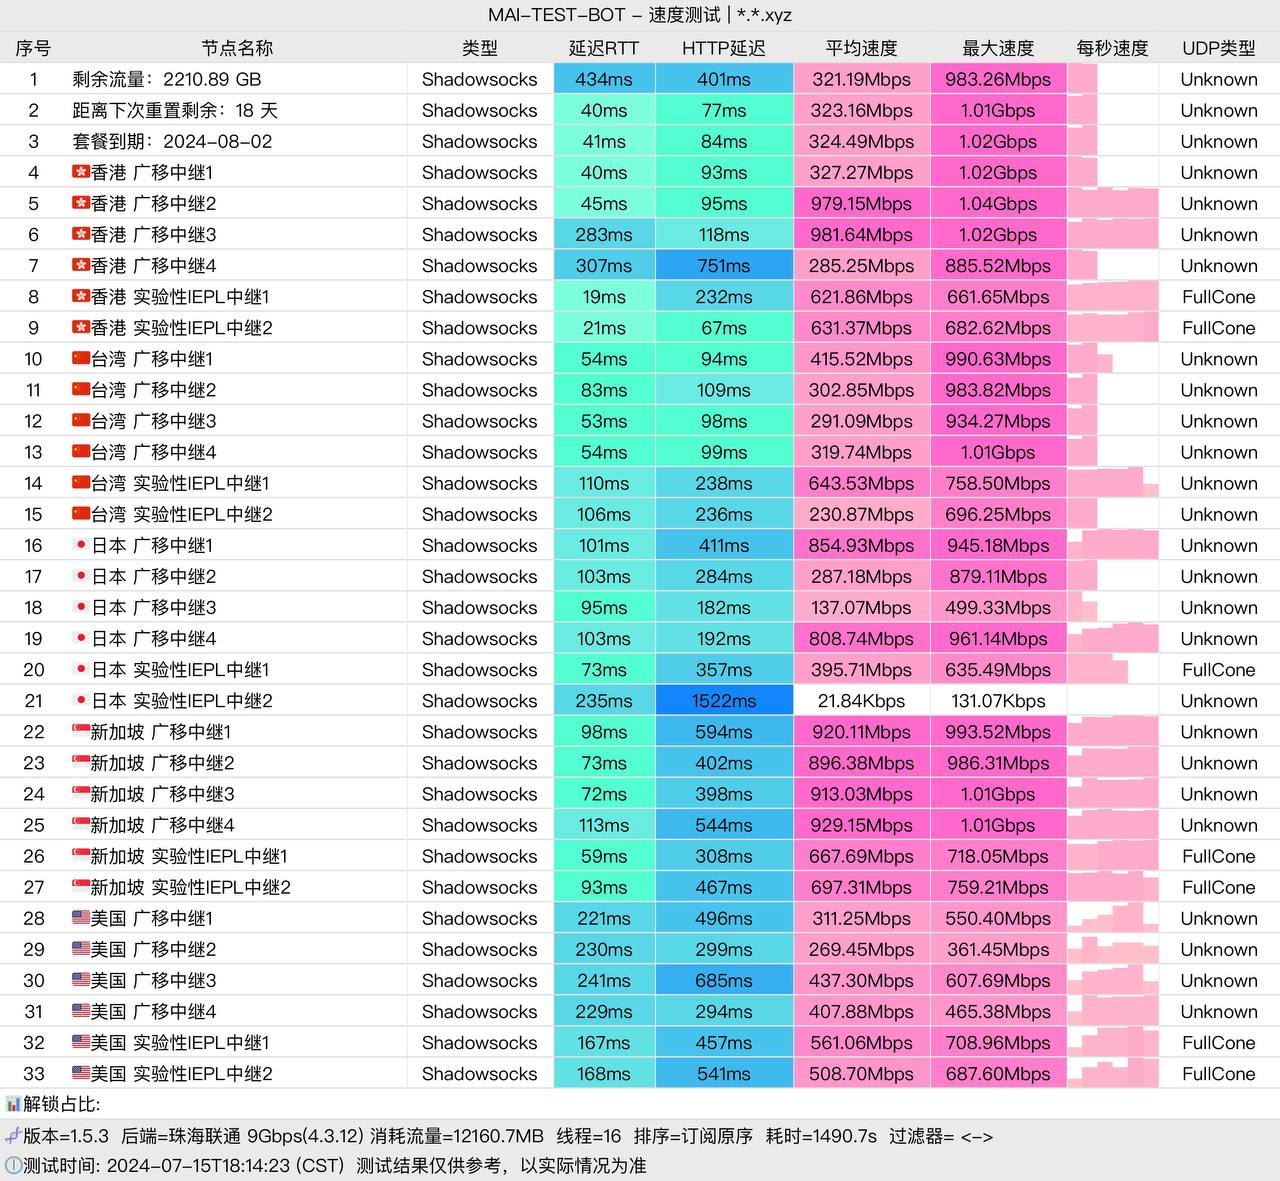 MAI-TEST-BOT - 速度测试 | *.*.xyz
序号 节点名称 类型 延迟RTT HTTP延迟 平均速度 最大速度 每秒速度 UDP类型
1 剩余流量：2210.89 GB Shadowsocks 434ms 401ms 321.19Mbps 983.26Mbps Unknown
2 距离下次重置剩余：18 天 Shadowsocks 40ms 77ms 323.16Mbps 1.01Gbps Unknown
3 套餐到期：2024-08-02 Shadowsocks 41ms 84ms 324.49Mbps 1.02Gbps Unknown
4 🇭🇰香港 广移中继1 Shadowsocks 40ms 93ms 327.27Mbps 1.02Gbps Unknown
5 🇭🇰香港 广移中继2 Shadowsocks 45ms 95ms 979.15Mbps 1.04Gbps Unknown
6 🇭🇰香港 广移中继3 Shadowsocks 283ms 118ms 981.64Mbps 1.02Gbps Unknown
7 🇭🇰香港 广移中继4 Shadowsocks 307ms 751ms 285.25Mbps 885.52Mbps Unknown
8 🇭🇰香港 实验性IEPL中继1 Shadowsocks 19ms 232ms 621.86Mbps 661.65Mbps FullCone
9 🇭🇰香港 实验性IEPL中继2 Shadowsocks 21ms 67ms 631.37Mbps 682.62Mbps FullCone
10 🇨🇳台湾 广移中继1 Shadowsocks 54ms 94ms 415.52Mbps 990.63Mbps Unknown
11 🇨🇳台湾 广移中继2 Shadowsocks 83ms 109ms 302.85Mbps 983.82Mbps Unknown
12 🇨🇳台湾 广移中继3 Shadowsocks 53ms 98ms 291.09Mbps 934.27Mbps Unknown
13 🇨🇳台湾 广移中继4 Shadowsocks 54ms 99ms 319.74Mbps 1.01Gbps Unknown
14 🇨🇳台湾 实验性IEPL中继1 Shadowsocks 110ms 238ms 643.53Mbps 758.50Mbps Unknown
15 🇨🇳台湾 实验性IEPL中继2 Shadowsocks 106ms 236ms 230.87Mbps 696.25Mbps Unknown
16 🇯🇵日本 广移中继1 Shadowsocks 101ms 411ms 854.93Mbps 945.18Mbps Unknown
17 🇯🇵日本 广移中继2 Shadowsocks 103ms 284ms 287.18Mbps 879.11Mbps Unknown
18 🇯🇵日本 广移中继3 Shadowsocks 95ms 182ms 137.07Mbps 499.33Mbps Unknown
19 🇯🇵日本 广移中继4 Shadowsocks 103ms 192ms 808.74Mbps 961.14Mbps Unknown
20 🇯🇵日本 实验性IEPL中继1 Shadowsocks 73ms 357ms 395.71Mbps 635.49Mbps FullCone
21 🇯🇵日本 实验性IEPL中继2 Shadowsocks 235ms 1522ms 21.84Kbps 131.07Kbps Unknown
22 🇸🇬新加坡 广移中继1 Shadowsocks 98ms 594ms 920.11Mbps 993.52Mbps Unknown
23 🇸🇬新加坡 广移中继2 Shadowsocks 73ms 402ms 896.38Mbps 986.31Mbps Unknown
24 🇸🇬新加坡 广移中继3 Shadowsocks 72ms 398ms 913.03Mbps 1.01Gbps Unknown
25 🇸🇬新加坡 广移中继4 Shadowsocks 113ms 544ms 929.15Mbps 1.01Gbps Unknown
26 🇸🇬新加坡 实验性IEPL中继1 Shadowsocks 59ms 308ms 667.69Mbps 718.05Mbps FullCone
27 🇸🇬新加坡 实验性IEPL中继2 Shadowsocks 93ms 467ms 697.31Mbps 759.21Mbps FullCone
28 🇺🇸美国 广移中继1 Shadowsocks 221ms 496ms 311.25Mbps 550.40Mbps Unknown
29 🇺🇸美国 广移中继2 Shadowsocks 230ms 299ms 269.45Mbps 361.45Mbps Unknown
30 🇺🇸美国 广移中继3 Shadowsocks 241ms 685ms 437.30Mbps 607.69Mbps Unknown
31 🇺🇸美国 广移中继4 Shadowsocks 229ms 294ms 407.88Mbps 465.38Mbps Unknown
32 🇺🇸美国 实验性IEPL中继1 Shadowsocks 167ms 457ms 561.06Mbps 708.96Mbps FullCone
33 🇺🇸美国 实验性IEPL中继2 Shadowsocks 168ms 541ms 508.70Mbps 687.60Mbps FullCone
📊解锁占比:
🧬版本=1.5.3 后端=珠海联通 9Gbps(4.3.12) 消耗流量=12160.7MB 线程=16 排序=订阅原序 耗时=1490.7s 过滤器= <->
ⓘ测试时间: 2024-07-15T18:14:23 (CST) 测试结果仅供参考，以实际情况为准